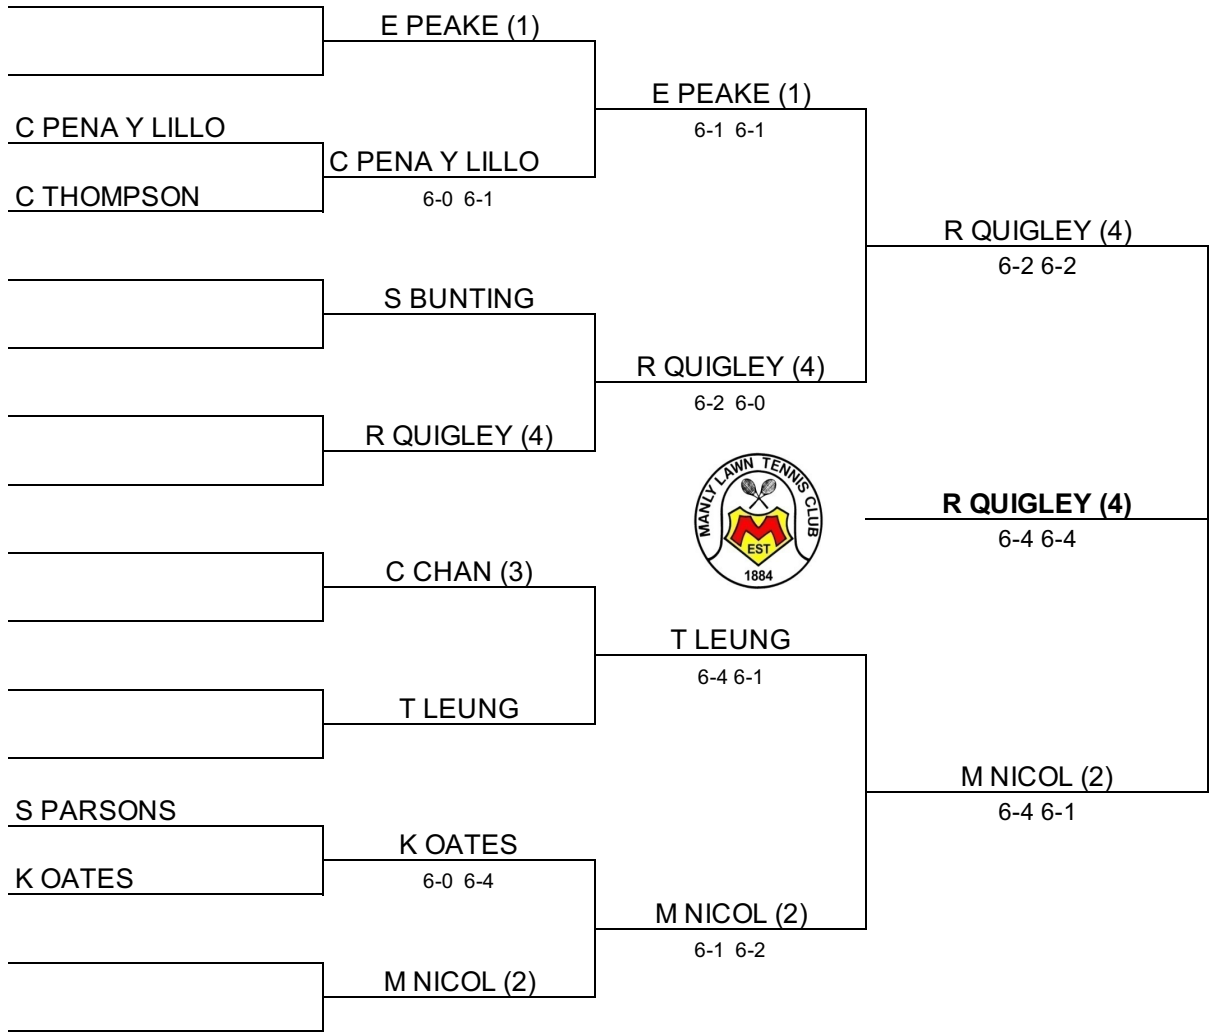 E PEAKE (1)
E PEAKE (1)
6-1 6-1
C PENA Y LILLO
C PENA Y LILLO
6-0 6-1
C THOMPSON
R QUIGLEY (4)
6-2 6-2
S BUNTING
R QUIGLEY (4)
6-2 6-0
R QUIGLEY (4)
MANLY LAWN TENNIS CLUB
M
EST
1884
R QUIGLEY (4)
6-4 6-4
C CHAN (3)
T LEUNG
6-4 6-1
T LEUNG
M NICOL (2)
6-4 6-1
S PARSONS
K OATES
6-0 6-4
K OATES
M NICOL (2)
6-1 6-2
M NICOL (2)